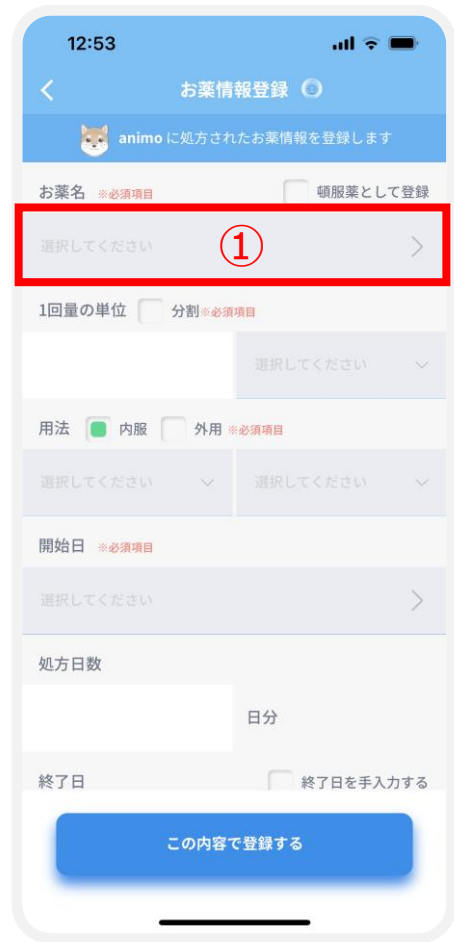 12:53
お薬情報登録
animo に処方されたお薬情報を登録します
お薬名 ※必須項目 頓服薬として登録
選択してください ①
1回量の単位 分割※必須項目
選択してください
用法 内服 外用 ※必須項目
選択してください 選択してください
開始日 ※必須項目
選択してください
処方日数
日分
終了日 終了日を手入力する
この内容で登録する